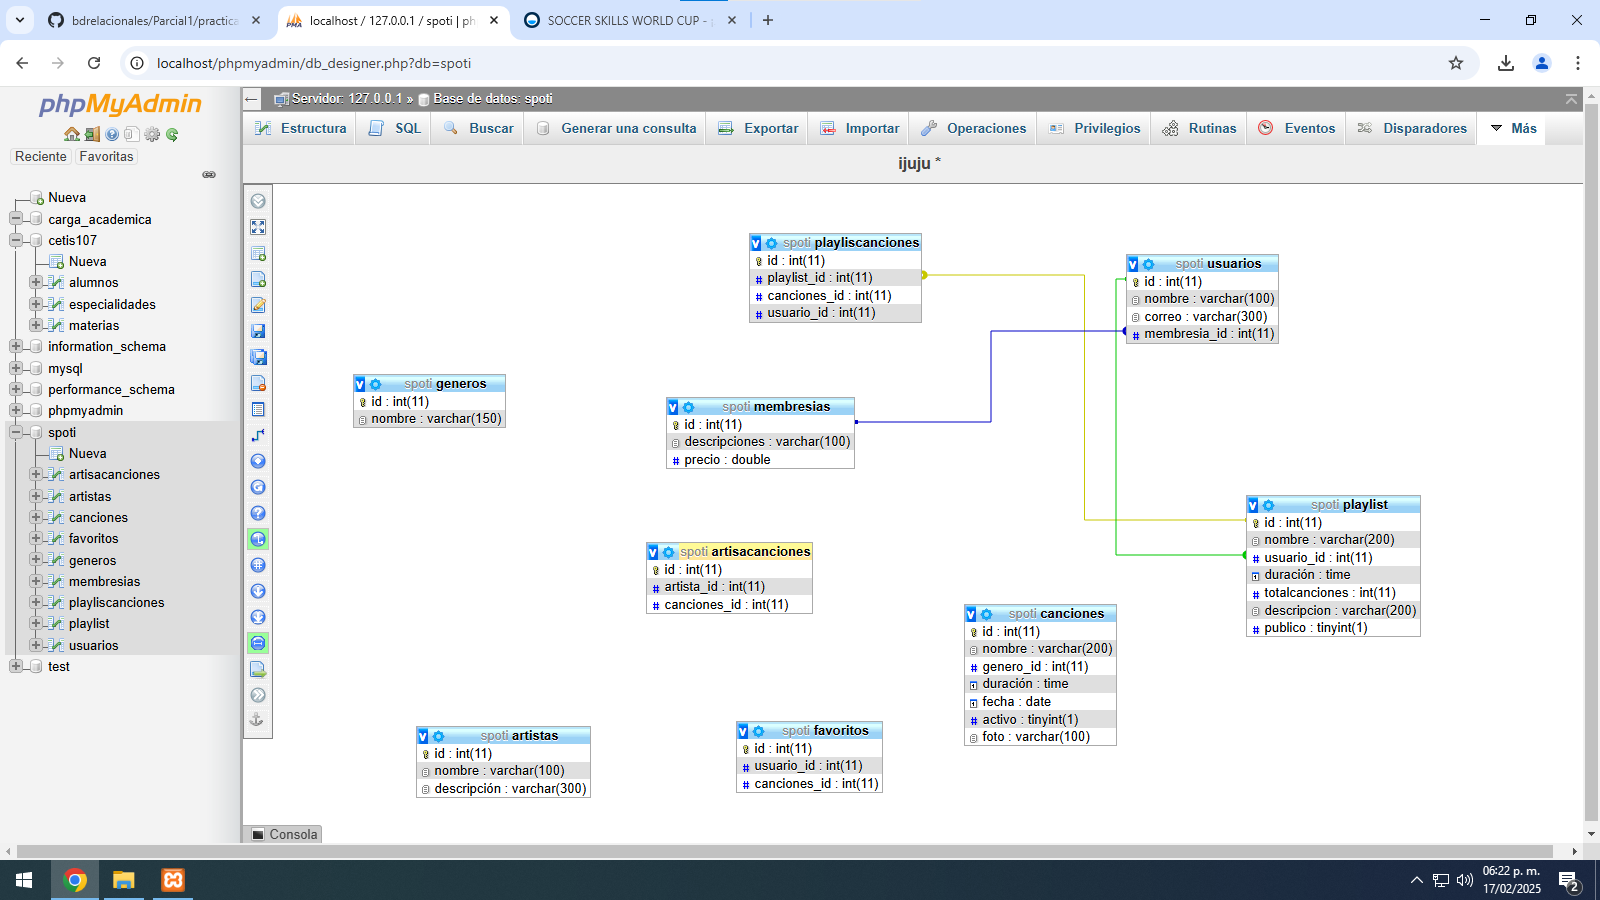 bdrelacionales/Parcial1/practica
localhost / 127.0.0.1 / spoti | ph
SOCCER SKILLS WORLD CUP -
localhost/phpmyadmin/db_designer.php?db=spoti
phpMyAdmin
Reciente
Favoritas
Nueva
carga_academica
cetis107
Nueva
alumnos
especialidades
materias
information_schema
mysql
performance_schema
phpmyadmin
spoti
Nueva
artisacanciones
artistas
canciones
favoritos
generos
membresias
playliscanciones
playlist
usuarios
test
Servidor: 127.0.0.1 » Base de datos: spoti
Estructura
SQL
Buscar
Generar una consulta
Exportar
Importar
Operaciones
Privilegios
Rutinas
Eventos
Disparadores
Más
ijuju *
spoti playliscanciones
id : int(11)
playlist_id : int(11)
canciones_id : int(11)
usuario_id : int(11)
spoti usuarios
id : int(11)
nombre : varchar(100)
correo : varchar(300)
membresia_id : int(11)
spoti generos
id : int(11)
nombre : varchar(150)
spoti membresias
id : int(11)
descripciones : varchar(100)
precio : double
spoti playlist
id : int(11)
nombre : varchar(200)
usuario_id : int(11)
duración : time
totalcanciones : int(11)
descripcion : varchar(200)
publico : tinyint(1)
spoti artisacanciones
id : int(11)
artista_id : int(11)
canciones_id : int(11)
spoti canciones
id : int(11)
nombre : varchar(200)
genero_id : int(11)
duración : time
fecha : date
activo : tinyint(1)
foto : varchar(100)
spoti artistas
id : int(11)
nombre : varchar(100)
descripción : varchar(300)
spoti favoritos
id : int(11)
usuario_id : int(11)
canciones_id : int(11)
Consola
06:22 p. m.
17/02/2025
2